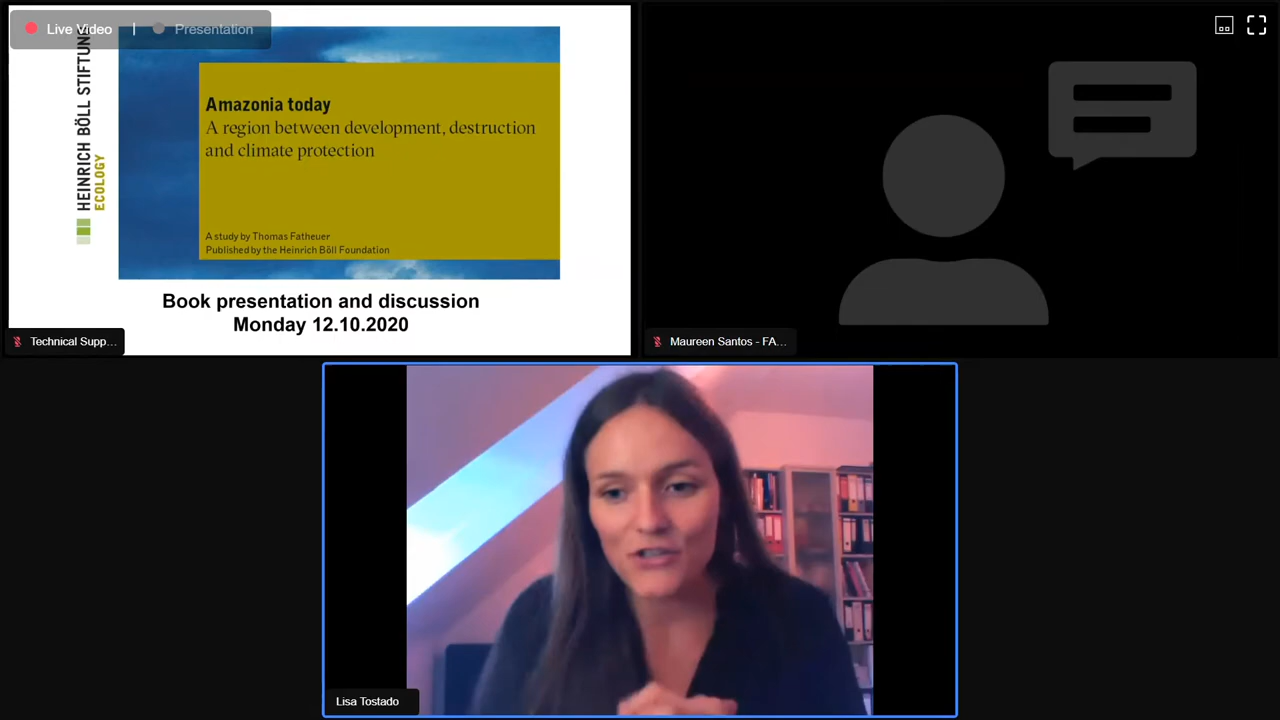 Live Video | Presentation
HEINRICH BÖLL STIFTUNG
ECOLOGY
Amazonia today
A region between development, destruction
and climate protection
A study by Thomas Fatheuer
Published by the Heinrich Böll Foundation
Book presentation and discussion
Monday 12.10.2020
Technical Supp...
Maureen Santos - FA...
Lisa Tostado